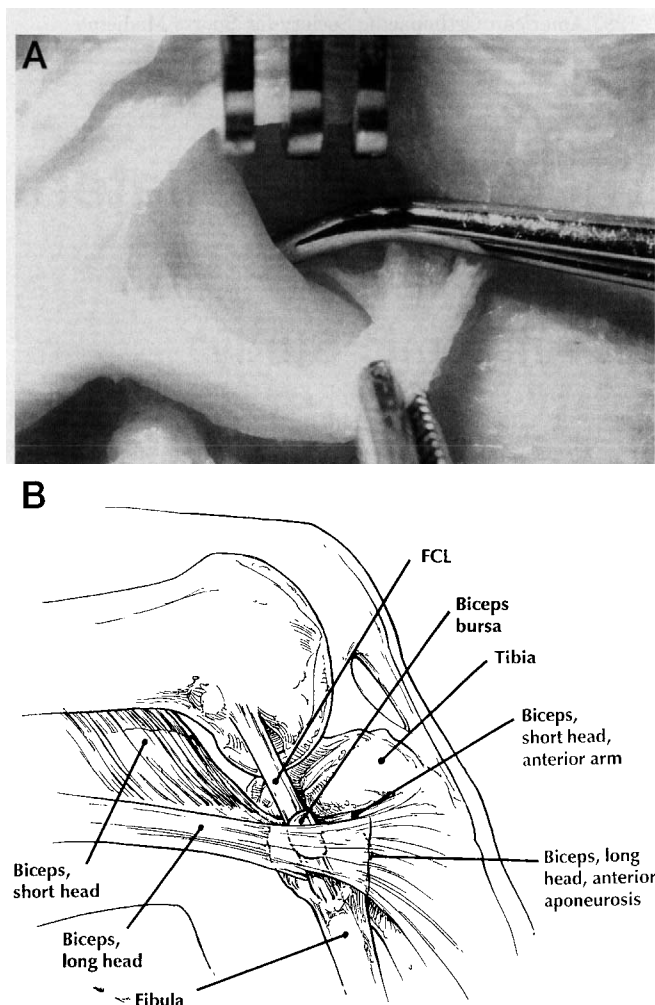 A
B
FCL
Biceps
bursa
Tibia
Biceps,
short head,
anterior arm
Biceps, long
head, anterior
aponeurosis
Biceps,
short head
Biceps,
long head
Fibula